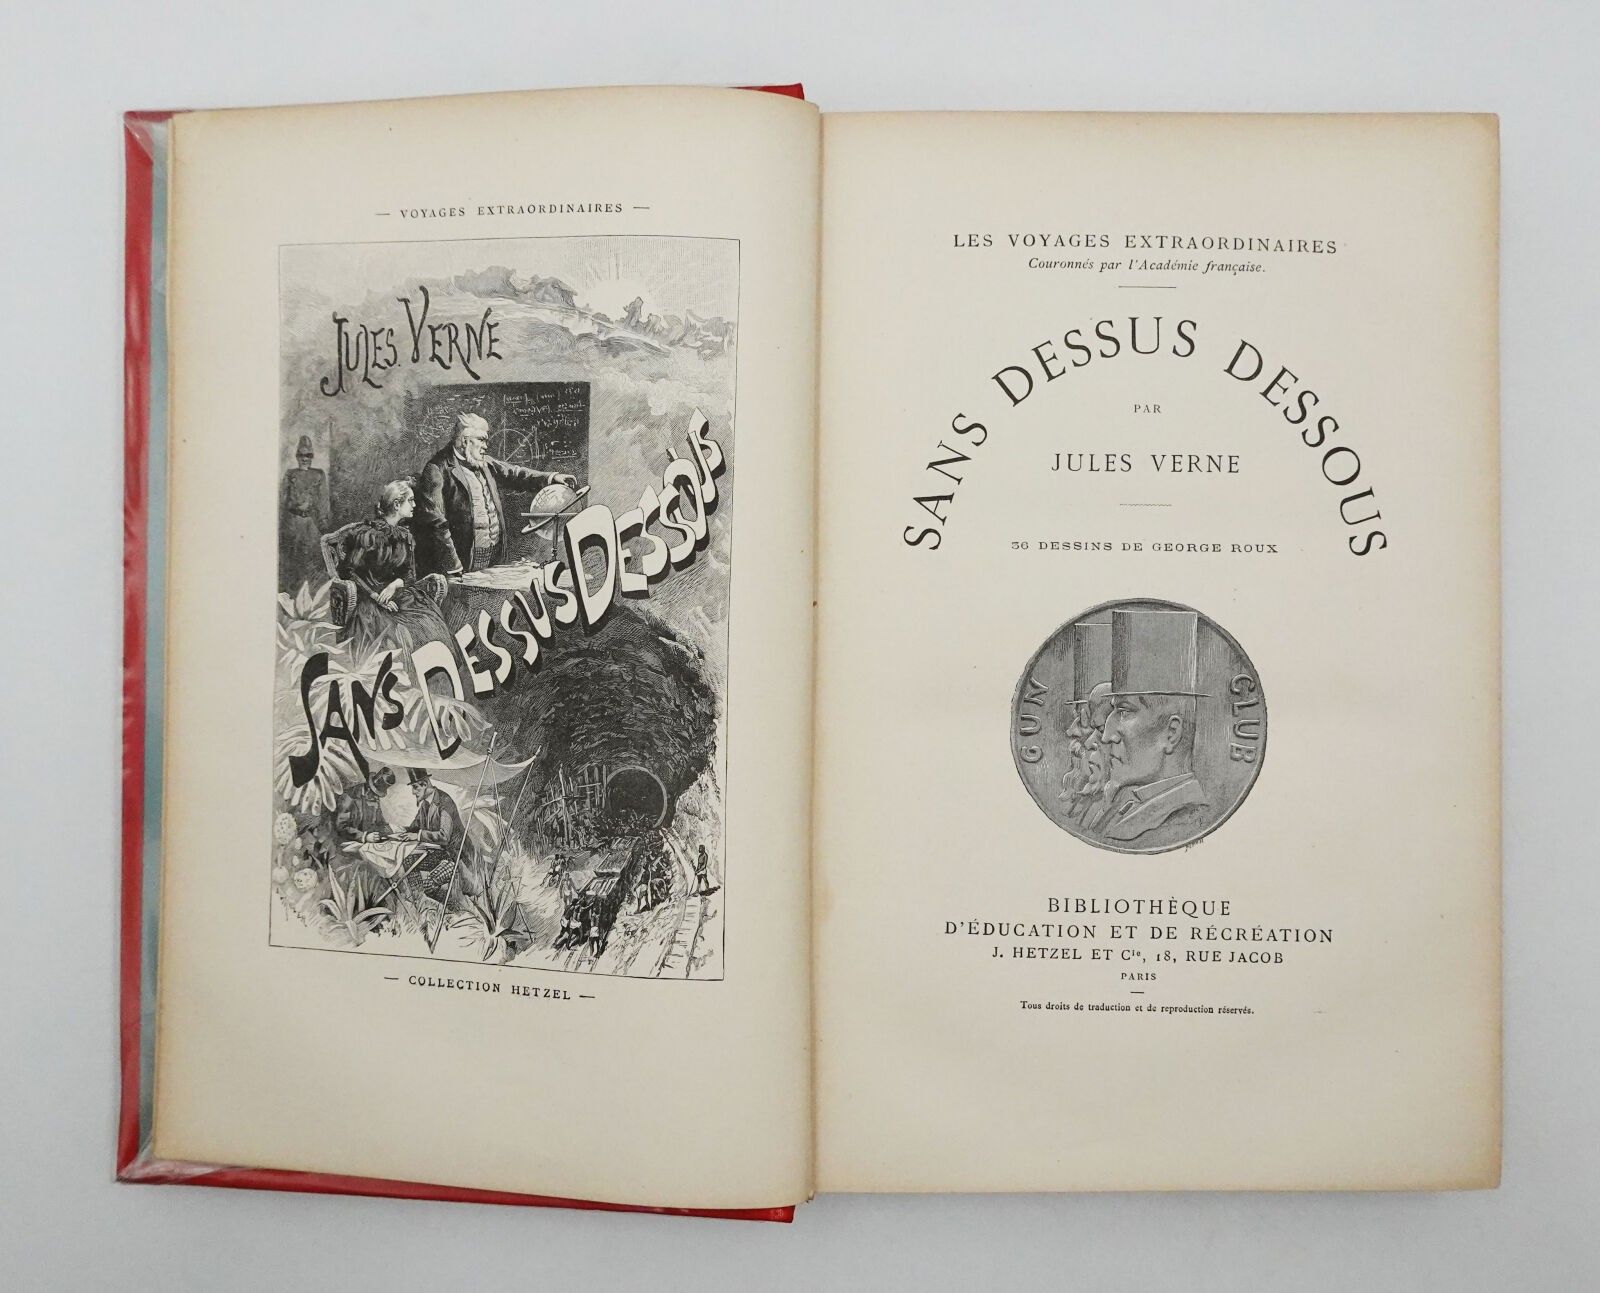 — VOYAGES EXTRAORDINAIRES —
JULES VERNE
SANS DESSUS DESSOUS
— COLLECTION HETZEL —
LES VOYAGES EXTRAORDINAIRES
Couronnés par l'Académie française.
SANS DESSUS DESSOUS
PAR
JULES VERNE
36 DESSINS DE GEORGE ROUX
GUN CLUB
BIBLIOTHÈQUE
D'ÉDUCATION ET DE RÉCRÉATION
J. HETZEL ET Cie, 18, RUE JACOB
PARIS
Tous droits de traduction et de reproduction réservés.